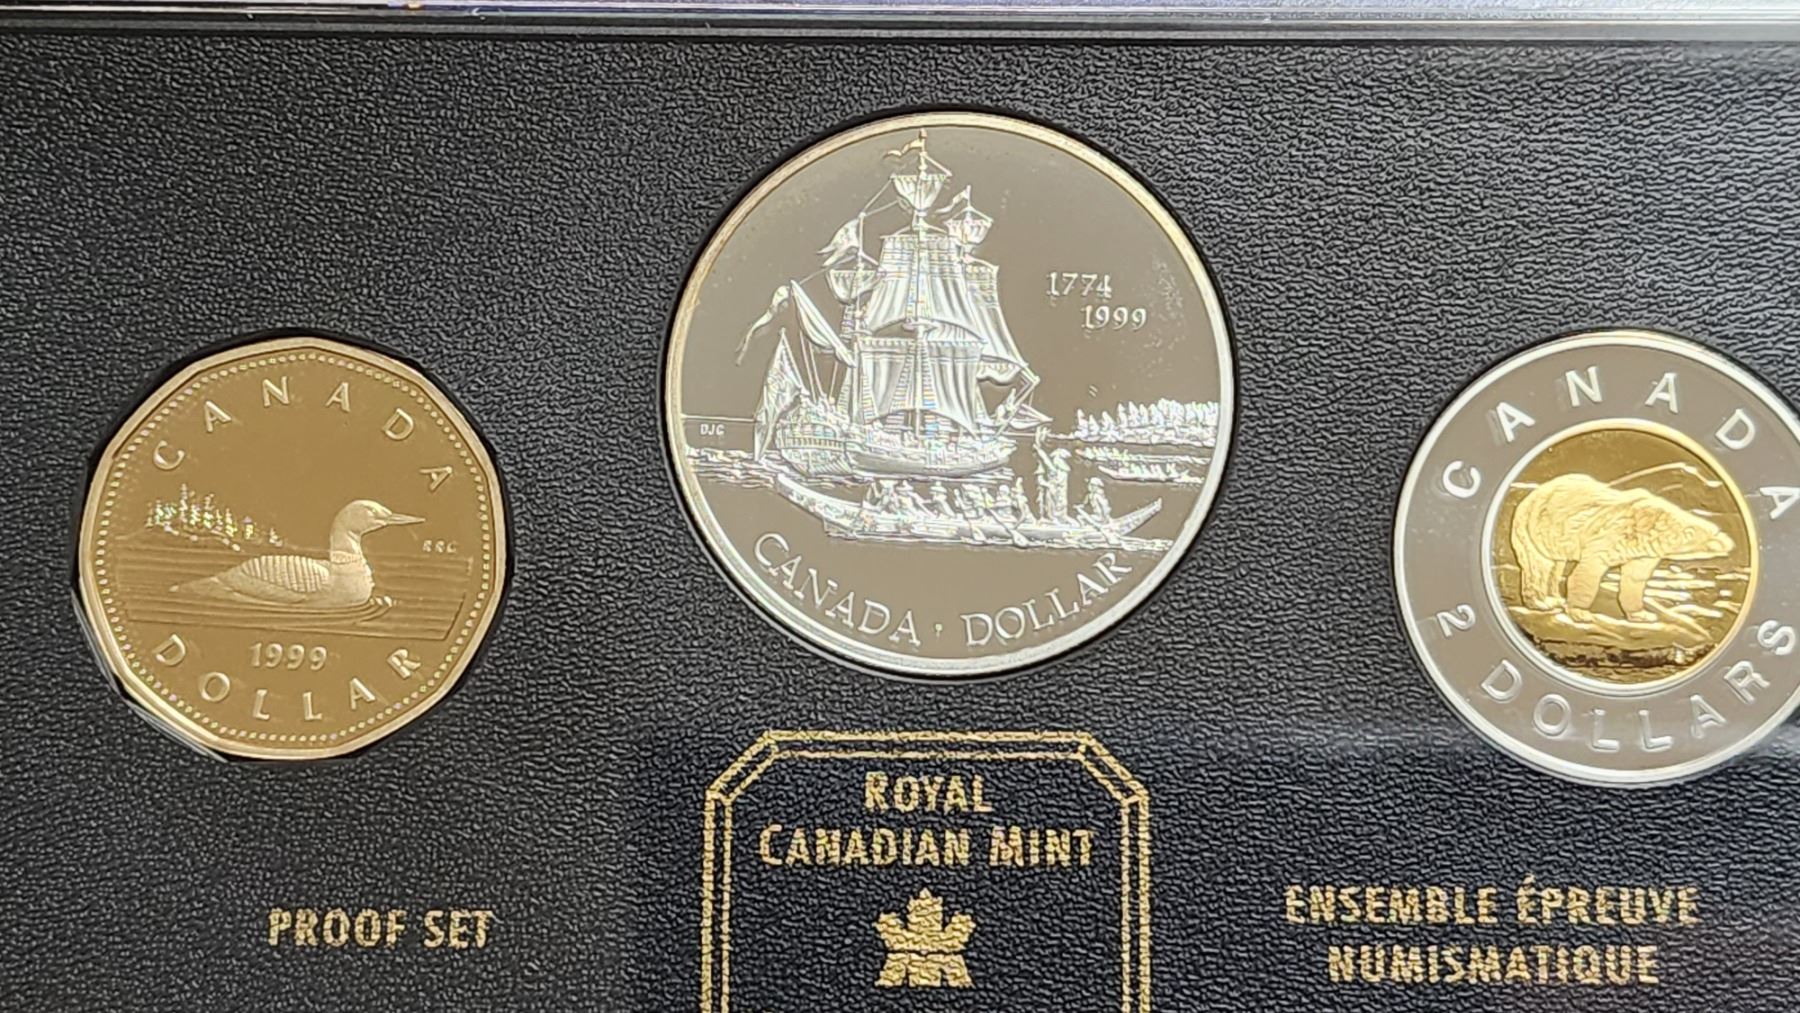 CANADA
RRC
1999
DOLLAR
1774
1999
DJC
CANADA · DOLLAR
CANADA
2 DOLLARS
ROYAL
CANADIAN MINT
PROOF SET
ENSEMBLE ÉPREUVE
NUMISMATIQUE